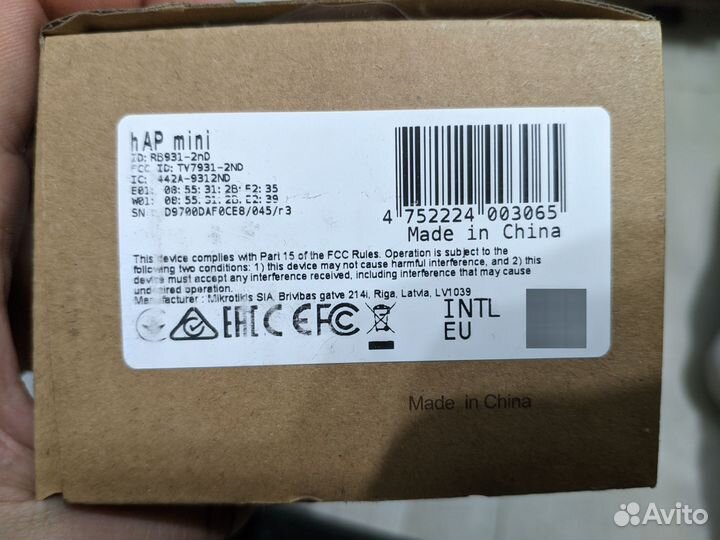 hAP mini
ID: RB931-2nD
FCC ID: TV7931-2ND
IC: 442A-9312ND
E01: 08:55:31:2B:E2:35
W01: 08:55:31:2B:E2:39
SN: D9700DAF0CE8/045/r3
4 752224 003065
Made in China
This device complies with Part 15 of the FCC Rules. Operation is subject to the
following two conditions: 1) this device may not cause harmful interference, and 2) this
device must accept any interference received, including interference that may cause
undesired operation.
Manufacturer : Mikrotikls SIA, Brivibas gatve 214i, Riga, Latvia, LV1039
EAC CE FCC
INTL
EU
Made in China
Avito